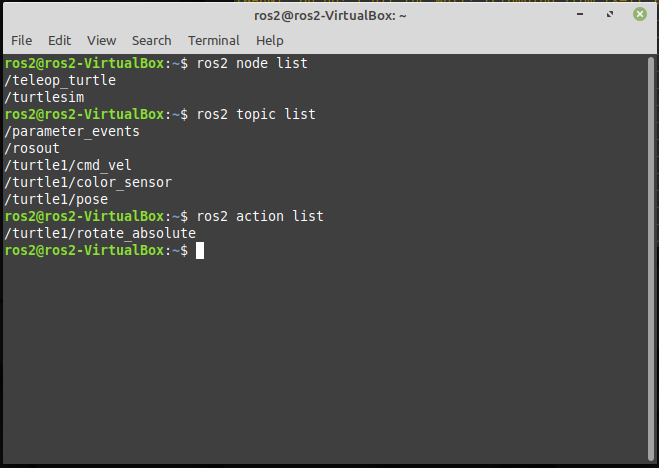 ros2@ros2-VirtualBox: ~
File Edit View Search Terminal Help
ros2@ros2-VirtualBox:~$ ros2 node list
/teleop_turtle
/turtlesim
ros2@ros2-VirtualBox:~$ ros2 topic list
/parameter_events
/rosout
/turtle1/cmd_vel
/turtle1/color_sensor
/turtle1/pose
ros2@ros2-VirtualBox:~$ ros2 action list
/turtle1/rotate_absolute
ros2@ros2-VirtualBox:~$